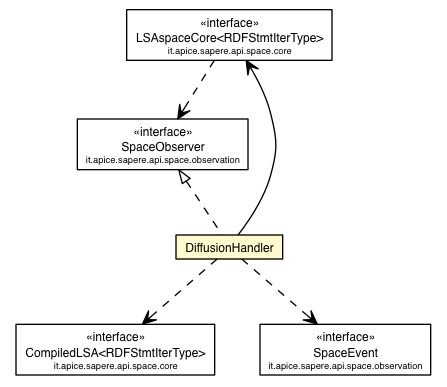 «interface»
LSAspaceCore<RDFStmtIterType>
it.apice.sapere.api.space.core
«interface»
SpaceObserver
it.apice.sapere.api.space.observation
DiffusionHandler
«interface»
CompiledLSA<RDFStmtIterType>
it.apice.sapere.api.space.core
«interface»
SpaceEvent
it.apice.sapere.api.space.observation